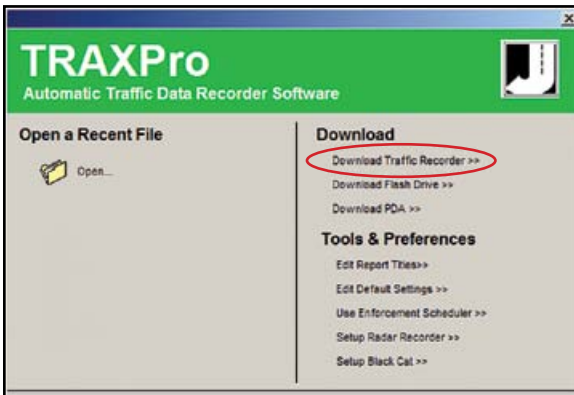 TRAXPro
Automatic Traffic Data Recorder Software
Open a Recent File
Open...
Download
Download Traffic Recorder >>
Download Flash Drive >>
Download PDA >>
Tools & Preferences
Edit Report Titles>>
Edit Default Settings >>
Use Enforcement Scheduler >>
Setup Radar Recorder >>
Setup Black Cat >>